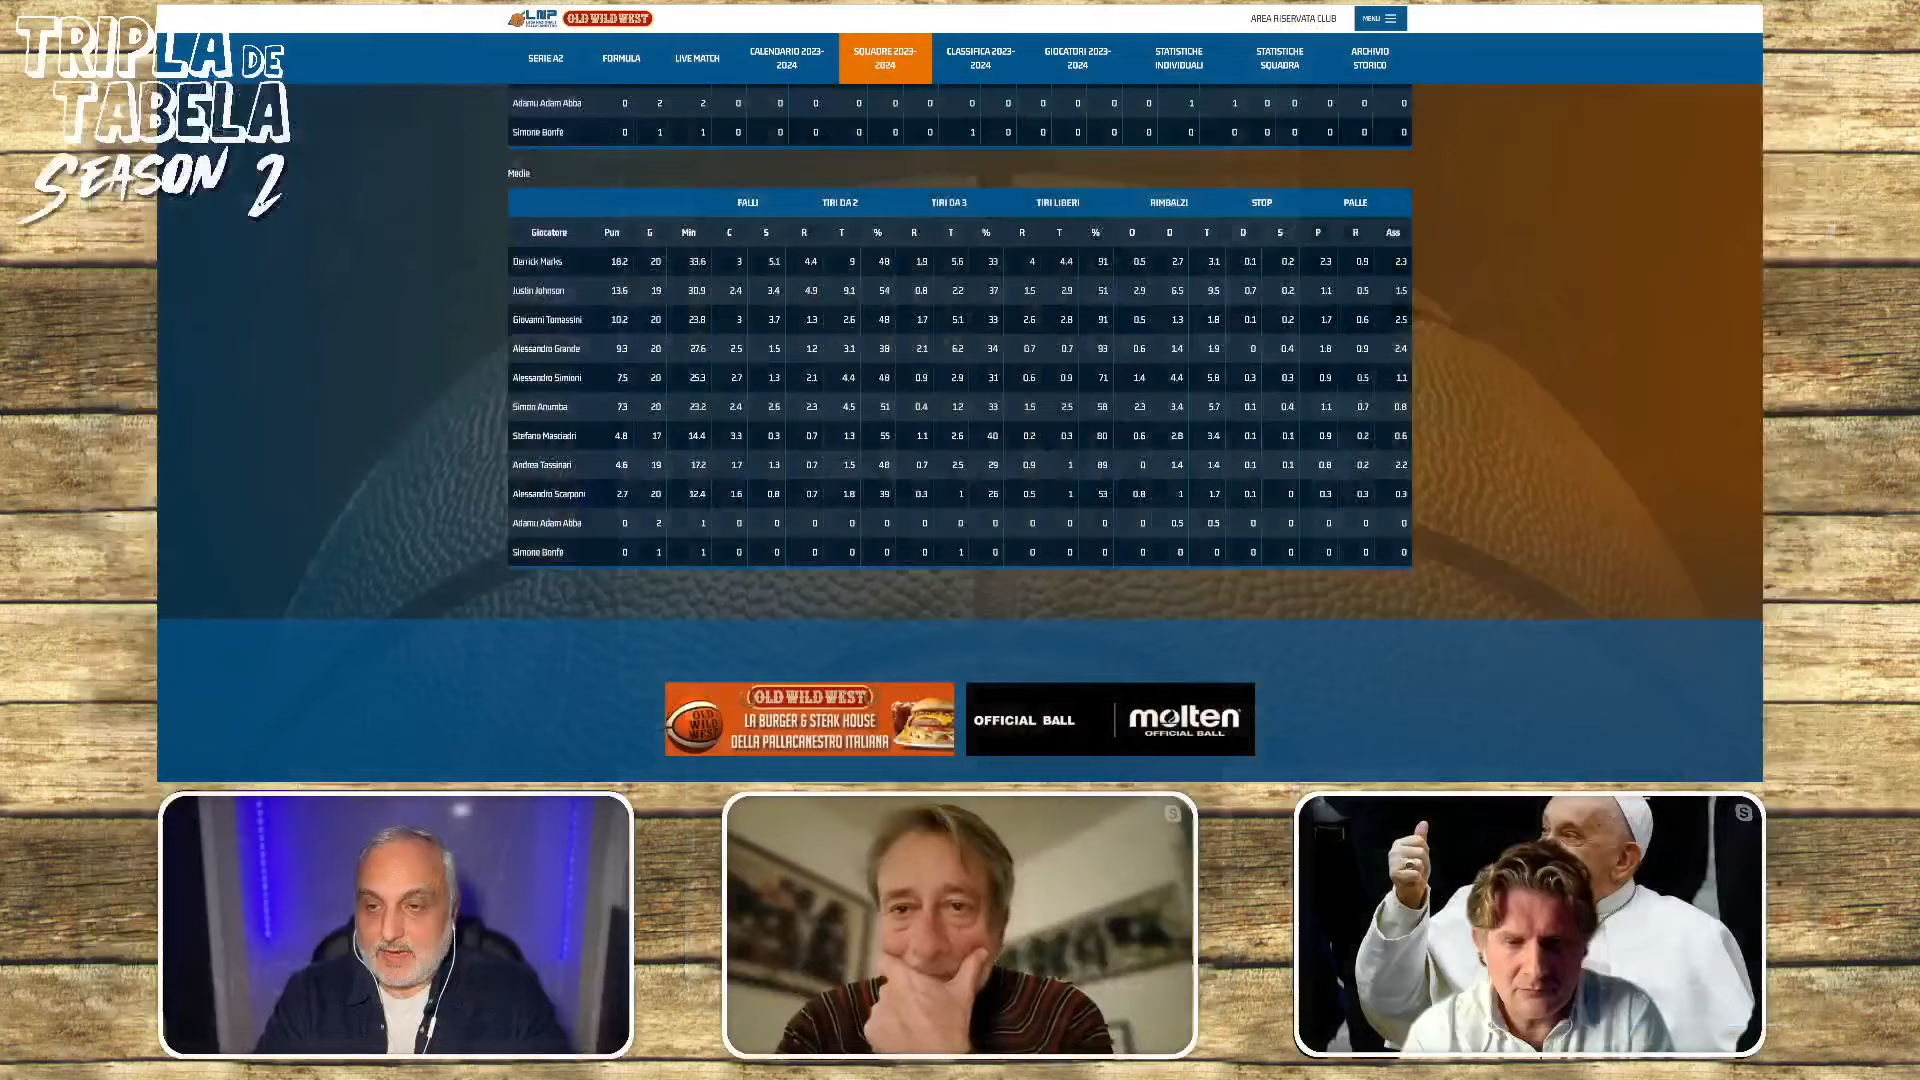 TRIPLA DE
TABELA
SEASON 2
LNP
OLD WILD WEST
AREA RISERVATA CLUB
MENU
SERIE A2
FORMULA
LIVE MATCH
CALENDARIO 2023-
2024
SQUADRE 2023-
2024
CLASSIFICA 2023-
2024
GIOCATORI 2023-
2024
STATISTICHE
INDIVIDUALI
STATISTICHE
SQUADRA
ARCHIVIO
STORICO
Adamu Adam Abba 0 2 2 0 0 0 0 0 0 0 0 0 0 0 0 1 1 0 0 0 0 0
Simone Bonfe 0 1 1 0 0 0 0 0 0 1 0 0 0 0 0 0 0 0 0 0 0 0
Medie
FALLI TIRI DA 2 TIRI DA 3 TIRI LIBERI RIMBALZI STOP PALLE
Giocatore Pun G Min C S R T % R T % R T % O D T D S P R Ass
Derrick Marks 18.2 20 33.6 3 5.1 4.4 9 48 1.9 5.6 33 4 4.4 91 0.5 2.7 3.1 0.1 0.2 2.3 0.9 2.3
Justin Johnson 13.6 19 30.9 2.4 3.4 4.9 9.1 54 0.8 2.2 37 1.5 2.9 51 2.9 6.5 9.5 0.7 0.2 1.1 0.5 1.5
Giovanni Tomassini 10.2 20 23.8 3 3.7 1.3 2.6 48 1.7 5.1 33 2.6 2.8 91 0.5 1.3 1.8 0.1 0.2 1.7 0.6 2.5
Alessandro Grande 9.3 20 27.6 2.5 1.5 1.2 3.1 38 2.1 6.2 34 0.7 0.7 93 0.6 1.4 1.9 0 0.4 1.8 0.9 2.4
Alessandro Simioni 7.5 20 25.3 2.7 1.3 2.1 4.4 48 0.9 2.9 31 0.6 0.9 71 1.4 4.4 5.8 0.3 0.3 0.9 0.5 1.1
Simon Anumba 7.3 20 23.2 2.4 2.6 2.3 4.5 51 0.4 1.2 33 1.5 2.5 58 2.3 3.4 5.7 0.1 0.4 1.1 0.7 0.8
Stefano Masciadri 4.8 17 14.4 3.3 0.3 0.7 1.3 55 1.1 2.6 40 0.2 0.3 80 0.6 2.8 3.4 0.1 0.1 0.9 0.2 0.6
Andrea Tassinari 4.6 19 17.2 1.7 1.3 0.7 1.5 48 0.7 2.5 29 0.9 1 89 0 1.4 1.4 0.1 0.1 0.8 0.2 2.2
Alessandro Scarponi 2.7 20 12.4 1.6 0.8 0.7 1.8 39 0.3 1 26 0.5 1 53 0.8 1 1.7 0.1 0 0.3 0.3 0.3
Adamu Adam Abba 0 2 1 0 0 0 0 0 0 0 0 0 0 0 0 0.5 0.5 0 0 0 0 0
Simone Bonfe 0 1 1 0 0 0 0 0 0 1 0 0 0 0 0 0 0 0 0 0 0 0
OLD WILD WEST
OLD WILD WEST
LA BURGER & STEAK HOUSE
DELLA PALLACANESTRO ITALIANA
OFFICIAL BALL
molten
OFFICIAL BALL